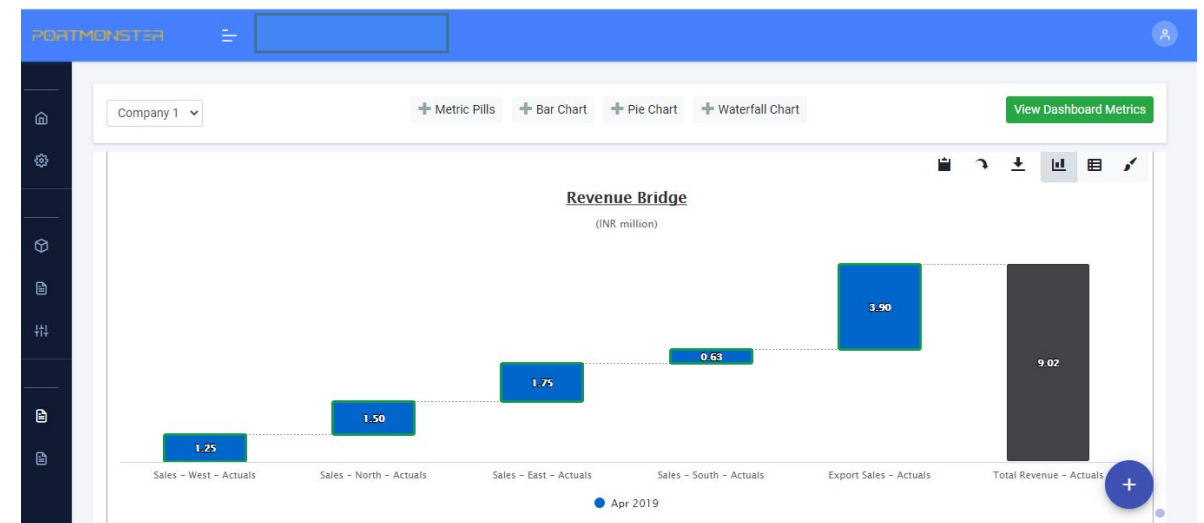 PORTMONSTER
Company 1
Metric Pills
Bar Chart
Pie Chart
Waterfall Chart
View Dashboard Metrics
Revenue Bridge
(INR million)
3.90
0.63
9.02
1.75
1.50
1.25
Sales - West - Actuals
Sales - North - Actuals
Sales - East - Actuals
Sales - South - Actuals
Export Sales - Actuals
Total Revenue - Actuals
Apr 2019